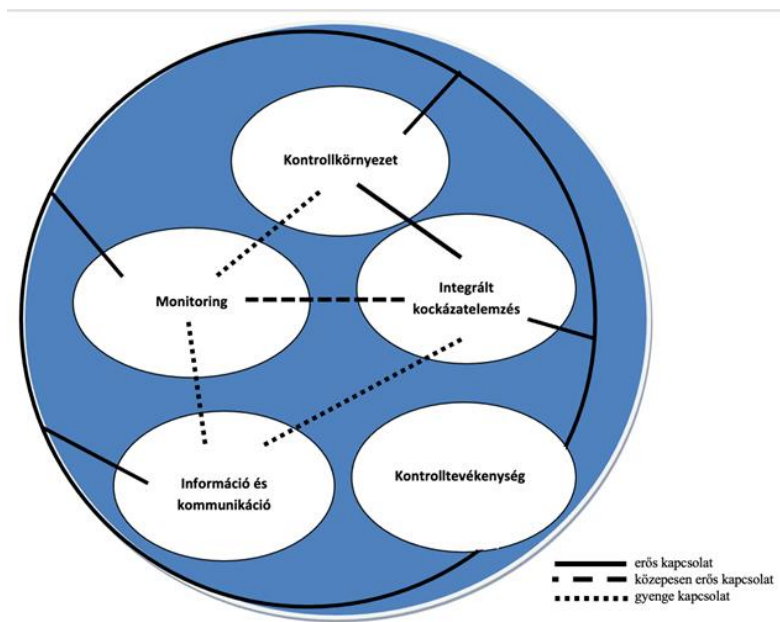 Kontrollkörnyezet
Monitoring
Integrált
kockázatelemzés
Információ és
kommunikáció
Kontrolltevékenység
erős kapcsolat
közepesen erős kapcsolat
gyenge kapcsolat